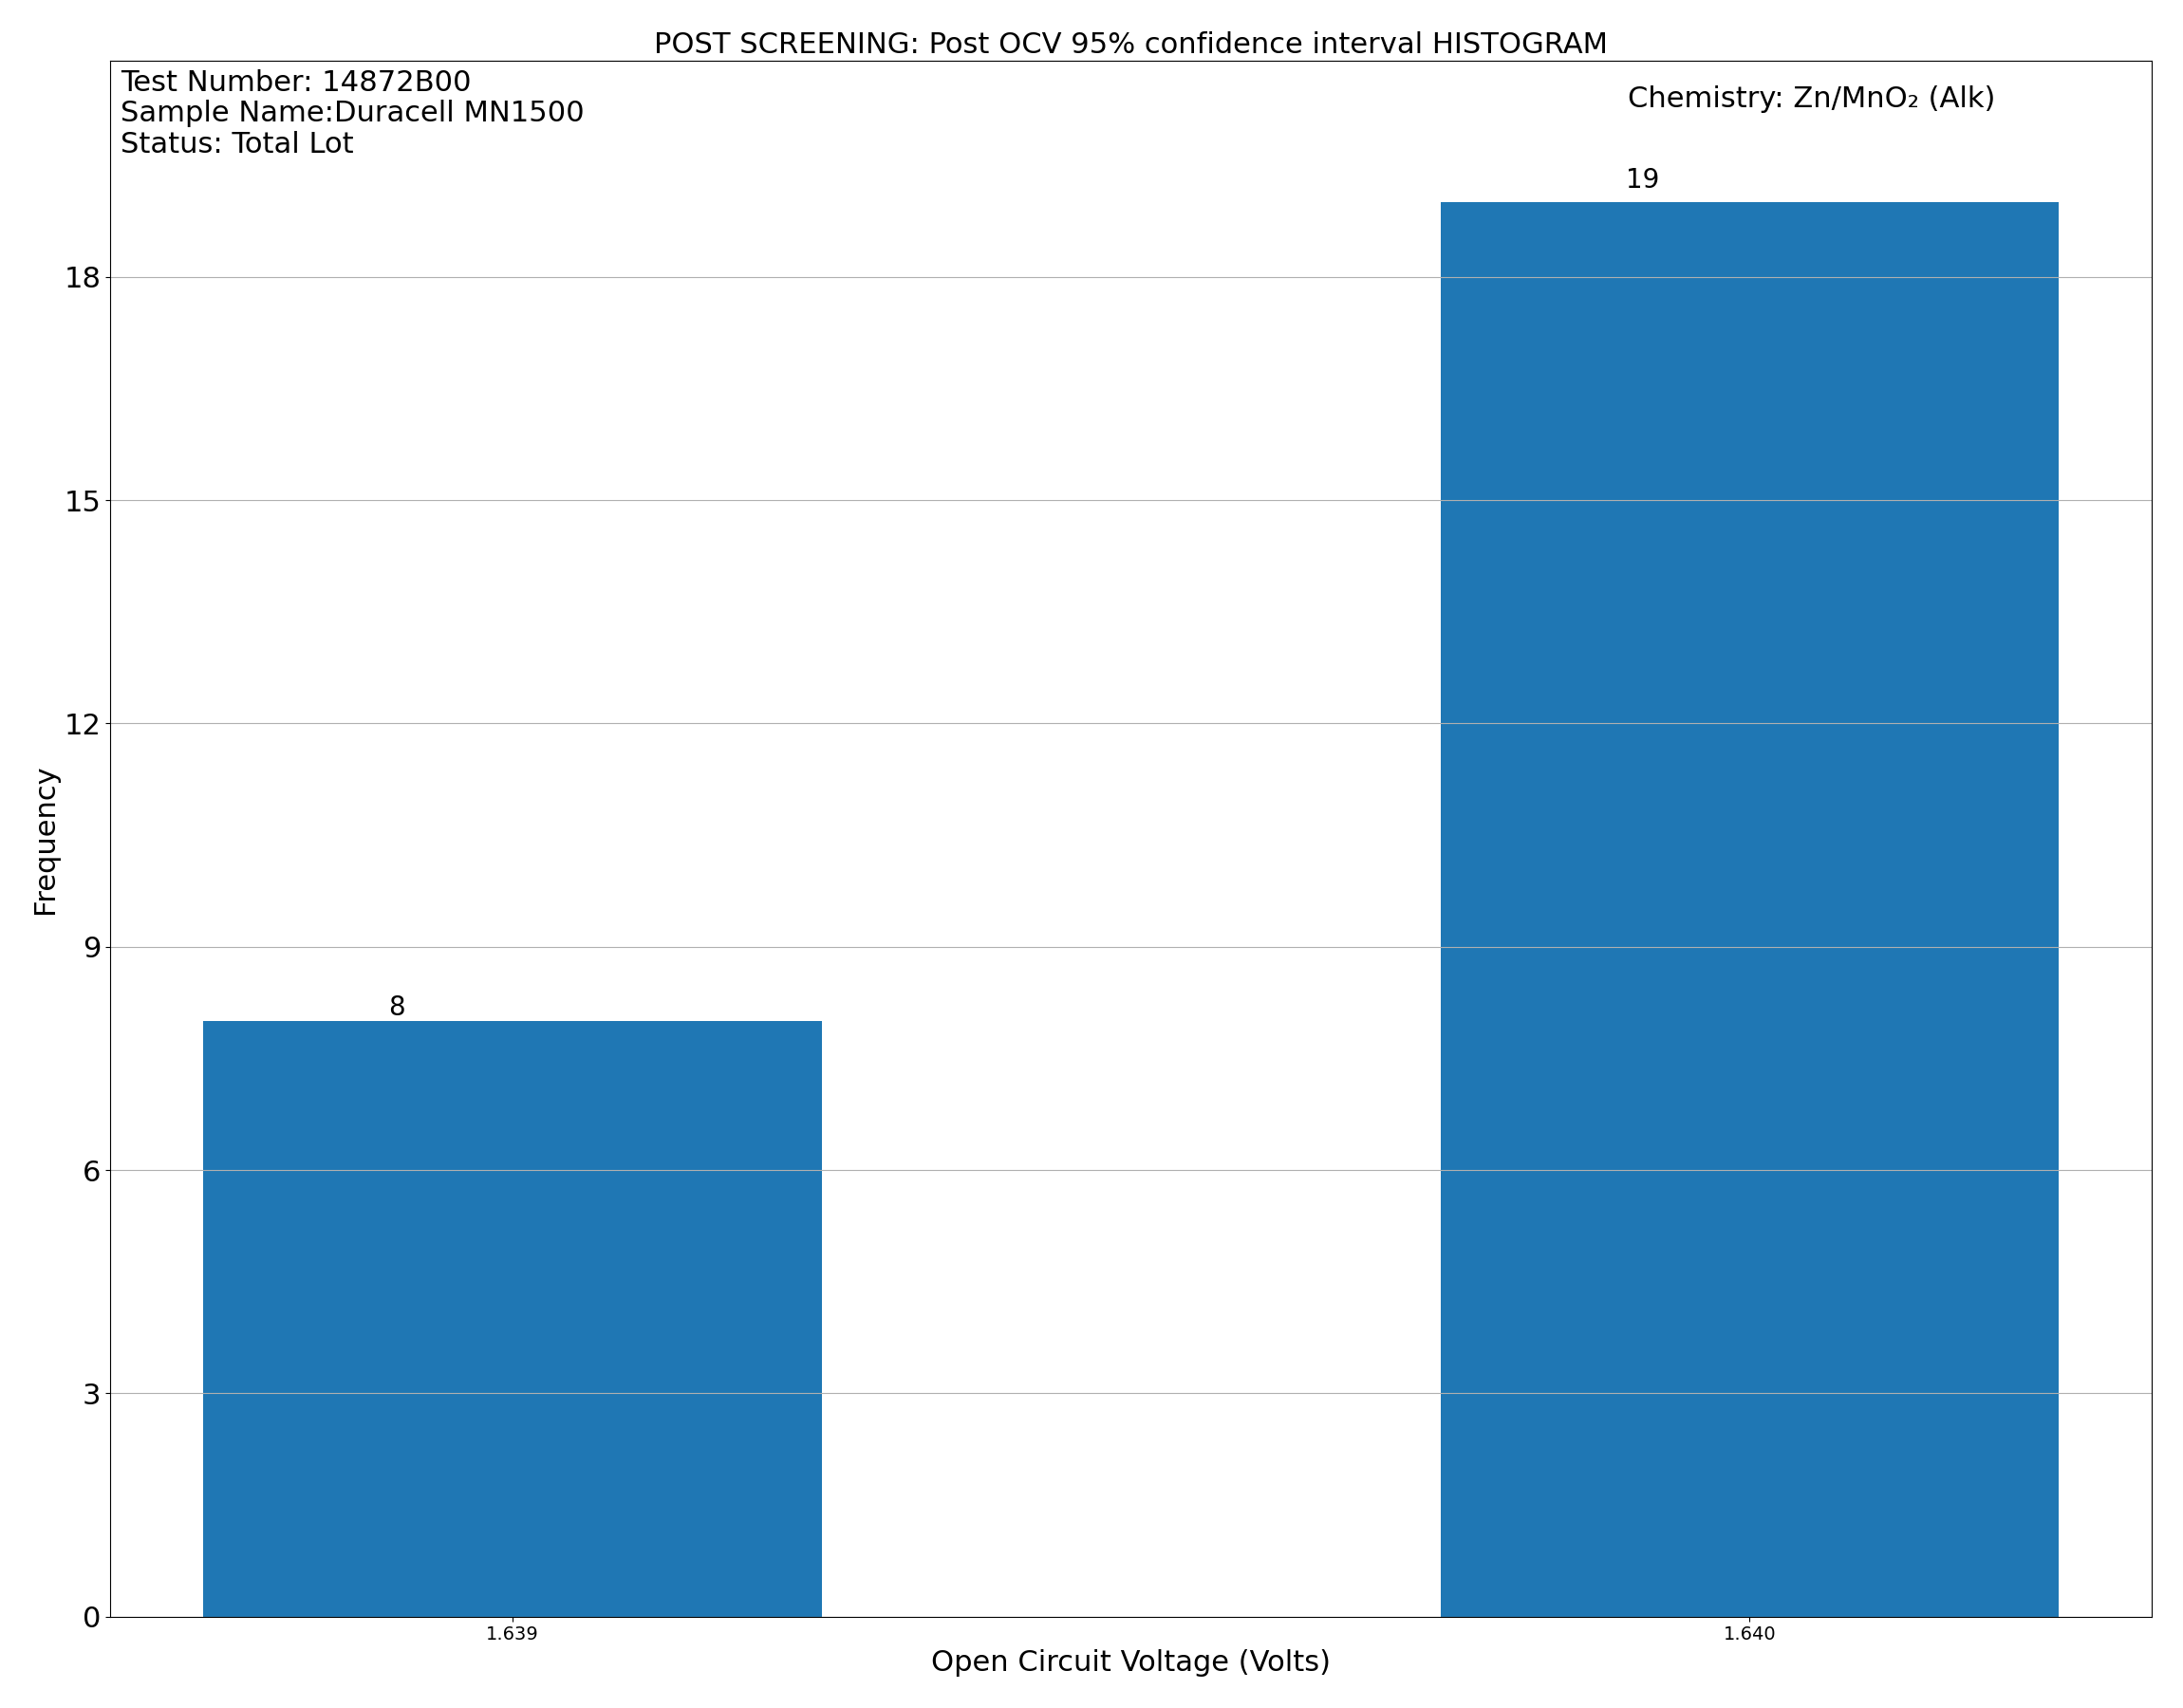 POST SCREENING: Post OCV 95% confidence interval HISTOGRAM
Test Number: 14872B00
Sample Name:Duracell MN1500
Status: Total Lot
Chemistry: Zn/MnO₂ (Alk)
19
18
15
12
9
8
6
3
0
Frequency
1.639
1.640
Open Circuit Voltage (Volts)